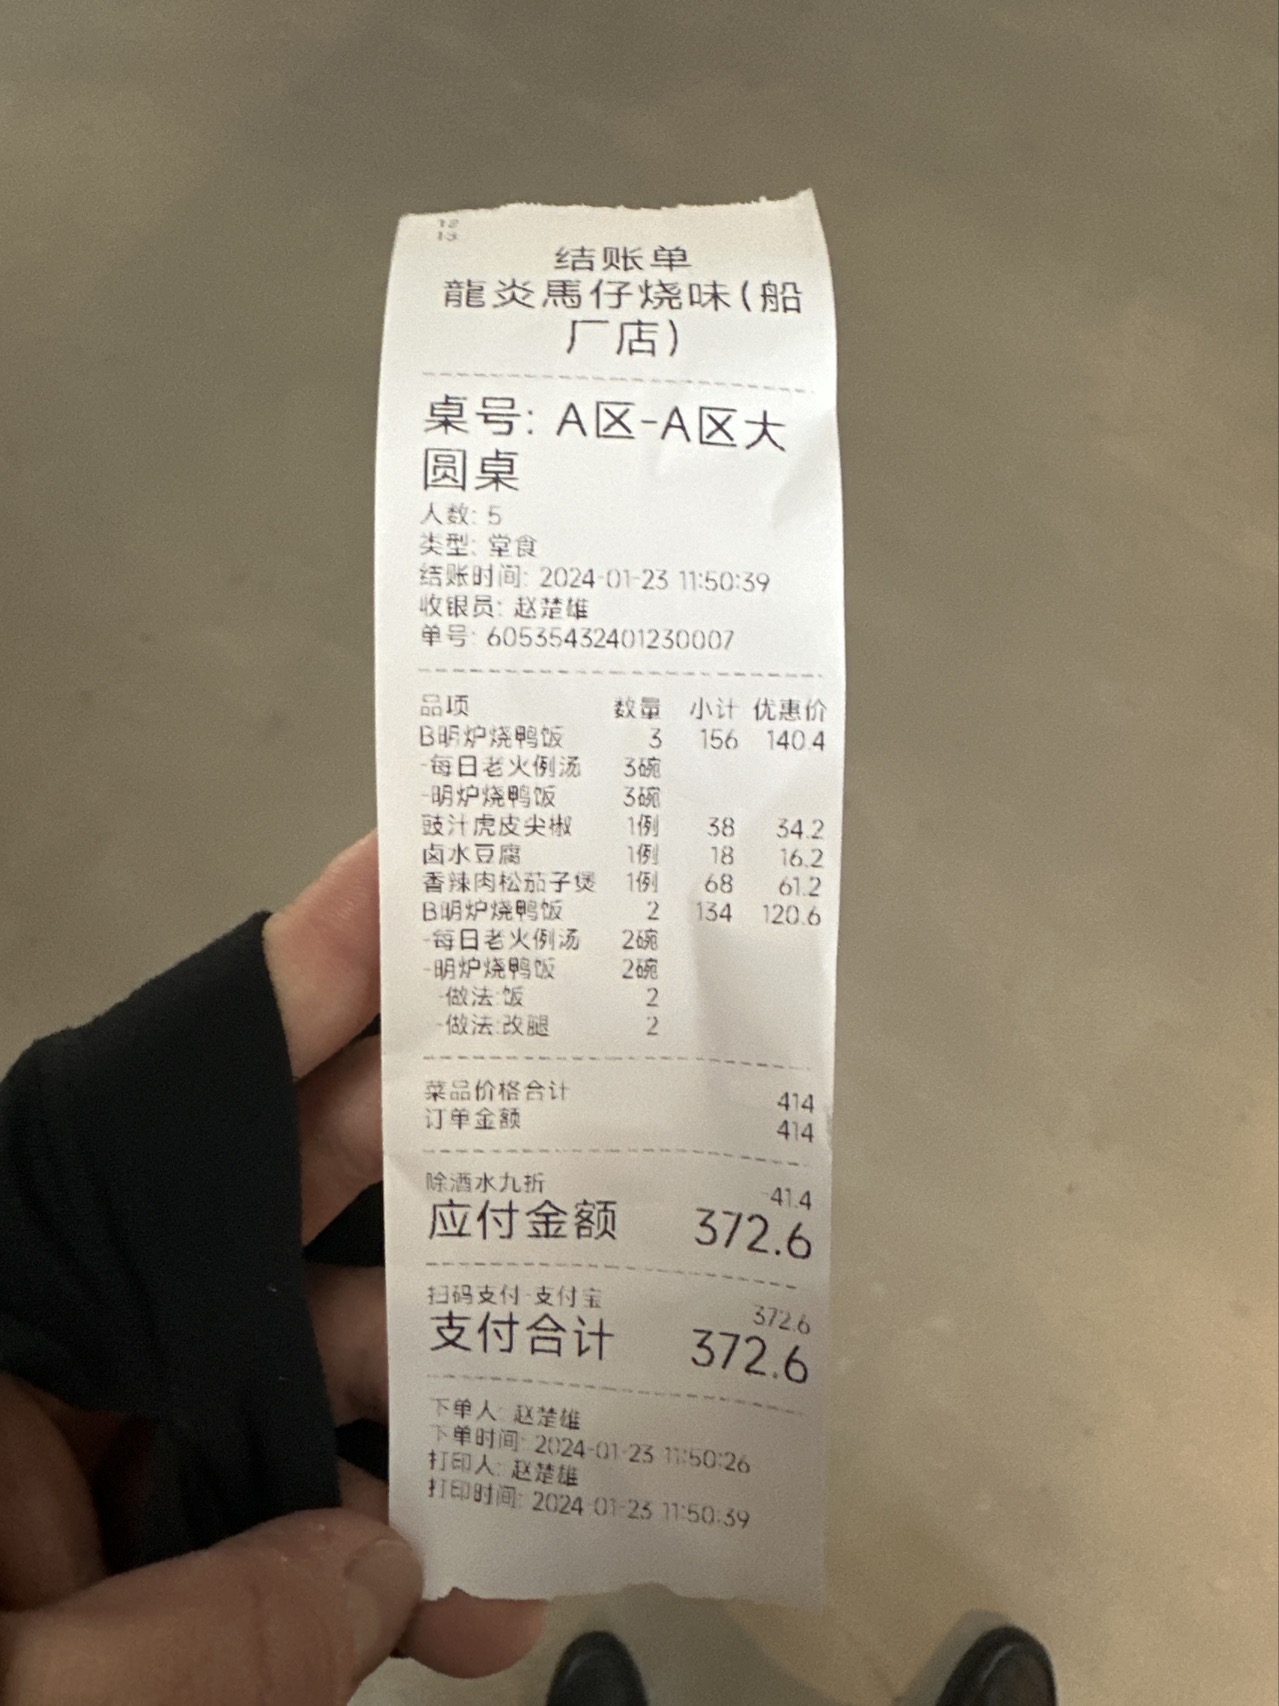 12
13
结账单
龍炎馬仔烧味(船
厂店)
桌号: A区-A区大
圆桌
人数: 5
类型: 堂食
结账时间: 2024-01-23 11:50:39
收银员: 赵楚雄
单号: 60535432401230007
品项 数量 小计 优惠价
B明炉烧鸭饭 3 156 140.4
-每日老火例汤 3碗
-明炉烧鸭饭 3碗
豉汁虎皮尖椒 1例 38 34.2
卤水豆腐 1例 18 16.2
香辣肉松茄子煲 1例 68 61.2
B明炉烧鸭饭 2 134 120.6
-每日老火例汤 2碗
-明炉烧鸭饭 2碗
-做法:饭 2
-做法:改腿 2
菜品价格合计 414
订单金额 414
除酒水九折 -41.4
应付金额 372.6
扫码支付-支付宝 372.6
支付合计 372.6
下单人: 赵楚雄
下单时间: 2024-01-23 11:50:26
打印人: 赵楚雄
打印时间: 2024-01-23 11:50:39